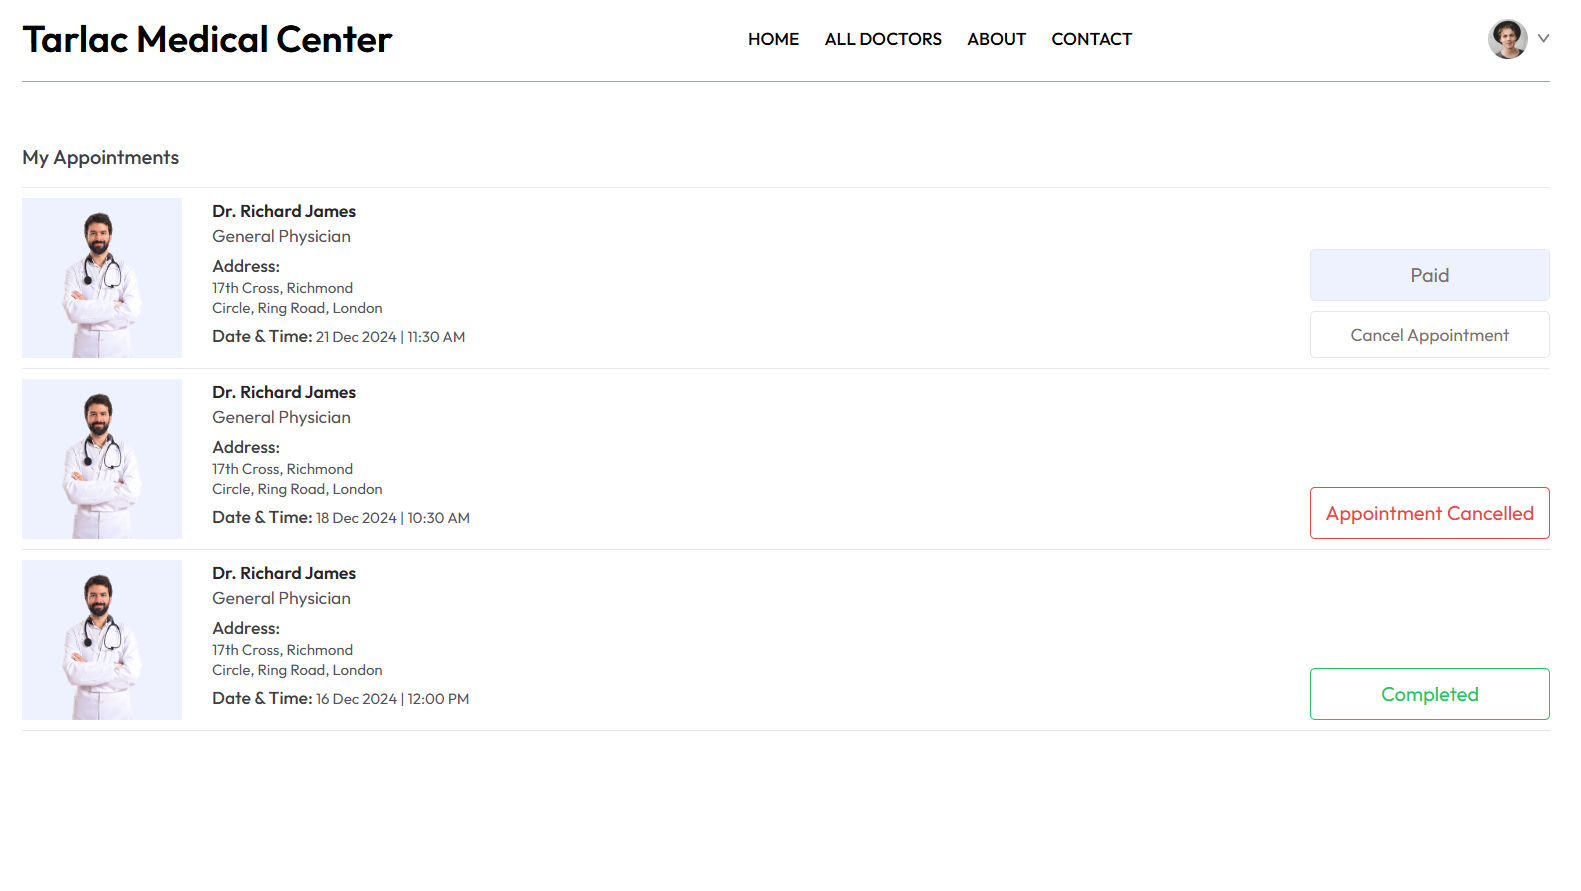 Tarlac Medical Center
HOME ALL DOCTORS ABOUT CONTACT
My Appointments
Dr. Richard James
General Physician
Address:
17th Cross, Richmond
Circle, Ring Road, London
Date & Time: 21 Dec 2024 | 11:30 AM
Paid
Cancel Appointment
Dr. Richard James
General Physician
Address:
17th Cross, Richmond
Circle, Ring Road, London
Date & Time: 18 Dec 2024 | 10:30 AM
Appointment Cancelled
Dr. Richard James
General Physician
Address:
17th Cross, Richmond
Circle, Ring Road, London
Date & Time: 16 Dec 2024 | 12:00 PM
Completed